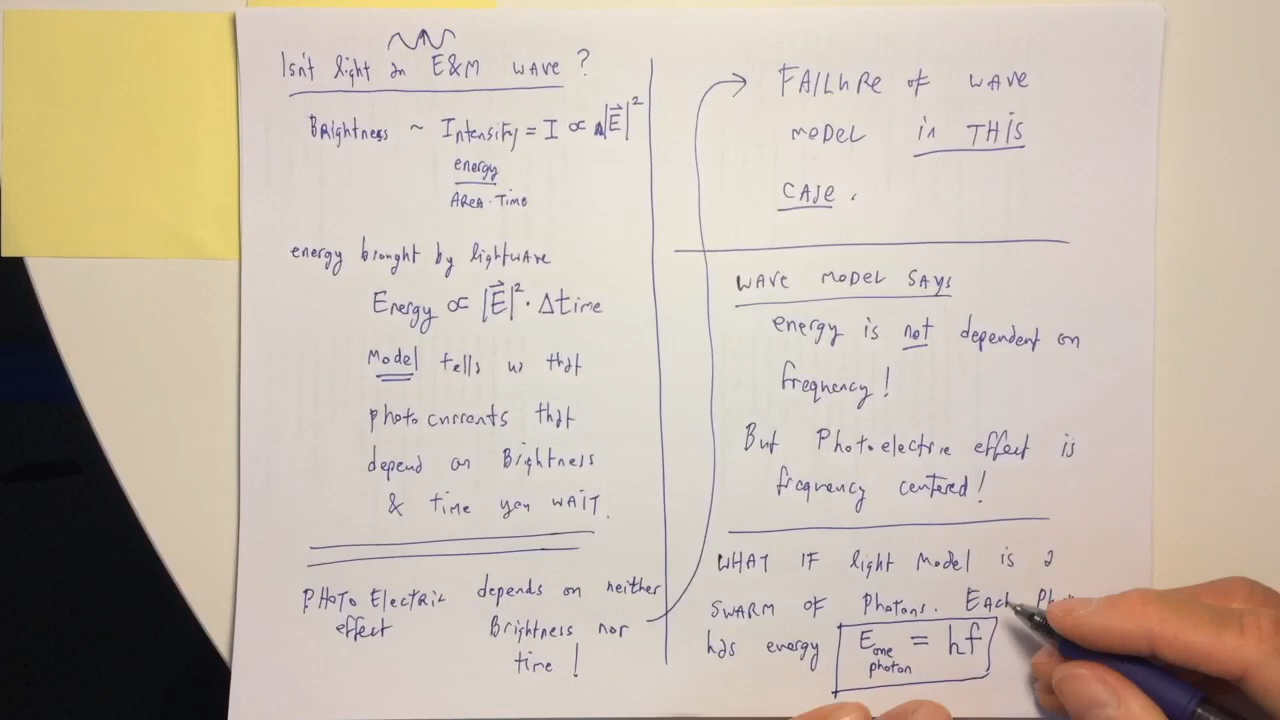 Isn't light an E&M wave ?
Brightness ~ Intensity = I ∝ |E⃗|²
energy
Area · Time
energy brought by lightwave
Energy ∝ |E⃗|² · Δtime
Model tells us that
photocurrents that
depend on Brightness
& time you WAIT.
PHOTO Electric depends on neither
effect Brightness nor
time !
FAILURE of wave
MODEL in THIS
CASE .
WAVE MODEL SAYS
energy is not dependent on
frequency !
But Photoelectric effect is
frequency centered !
WHAT IF light Model is a
SWARM OF Photons. Each
has energy E one photon = hf